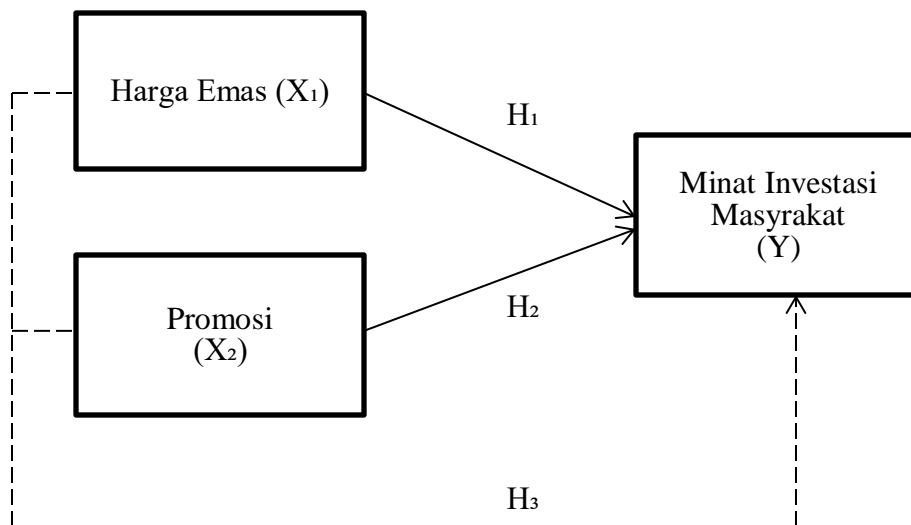 Harga Emas (X₁)
H₁
Minat Investasi
Masyrakat
(Y)
Promosi
(X₂)
H₂
H₃